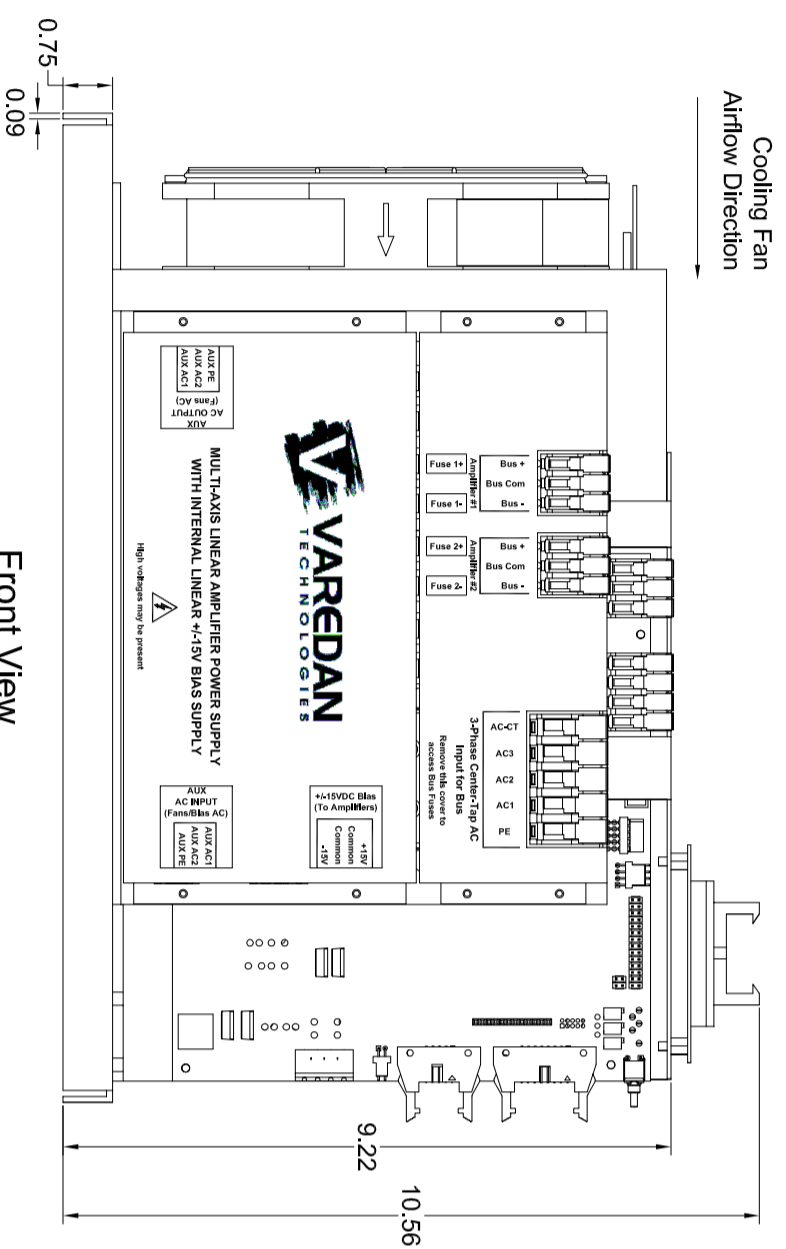 Cooling Fan
Airflow Direction
0.75
0.09
Bus +
Bus Com
Bus -
Amplifier #1
Fuse 1+
Fuse 1-
Bus +
Bus Com
Bus -
Amplifier #2
Fuse 2+
Fuse 2-
AC-CT
AC3
AC2
AC1
PE
3-Phase Center-Tap AC
Input for Bus
Remove this cover to
access Bus Fuses
VAREDAN
TECHNOLOGIES
MULTI-AXIS LINEAR AMPLIFIER POWER SUPPLY
WITH INTERNAL LINEAR +/-15V BIAS SUPPLY
High voltages may be present
AUX
AC OUTPUT
(Fans AC)
AUX PE
AUX AC2
AUX AC1
+/-15VDC Bias
(To Amplifiers)
+15V
Common
Common
-15V
AUX
AC INPUT
(Fans/Bias AC)
AUX AC1
AUX AC2
AUX PE
9.22
10.56
Front View